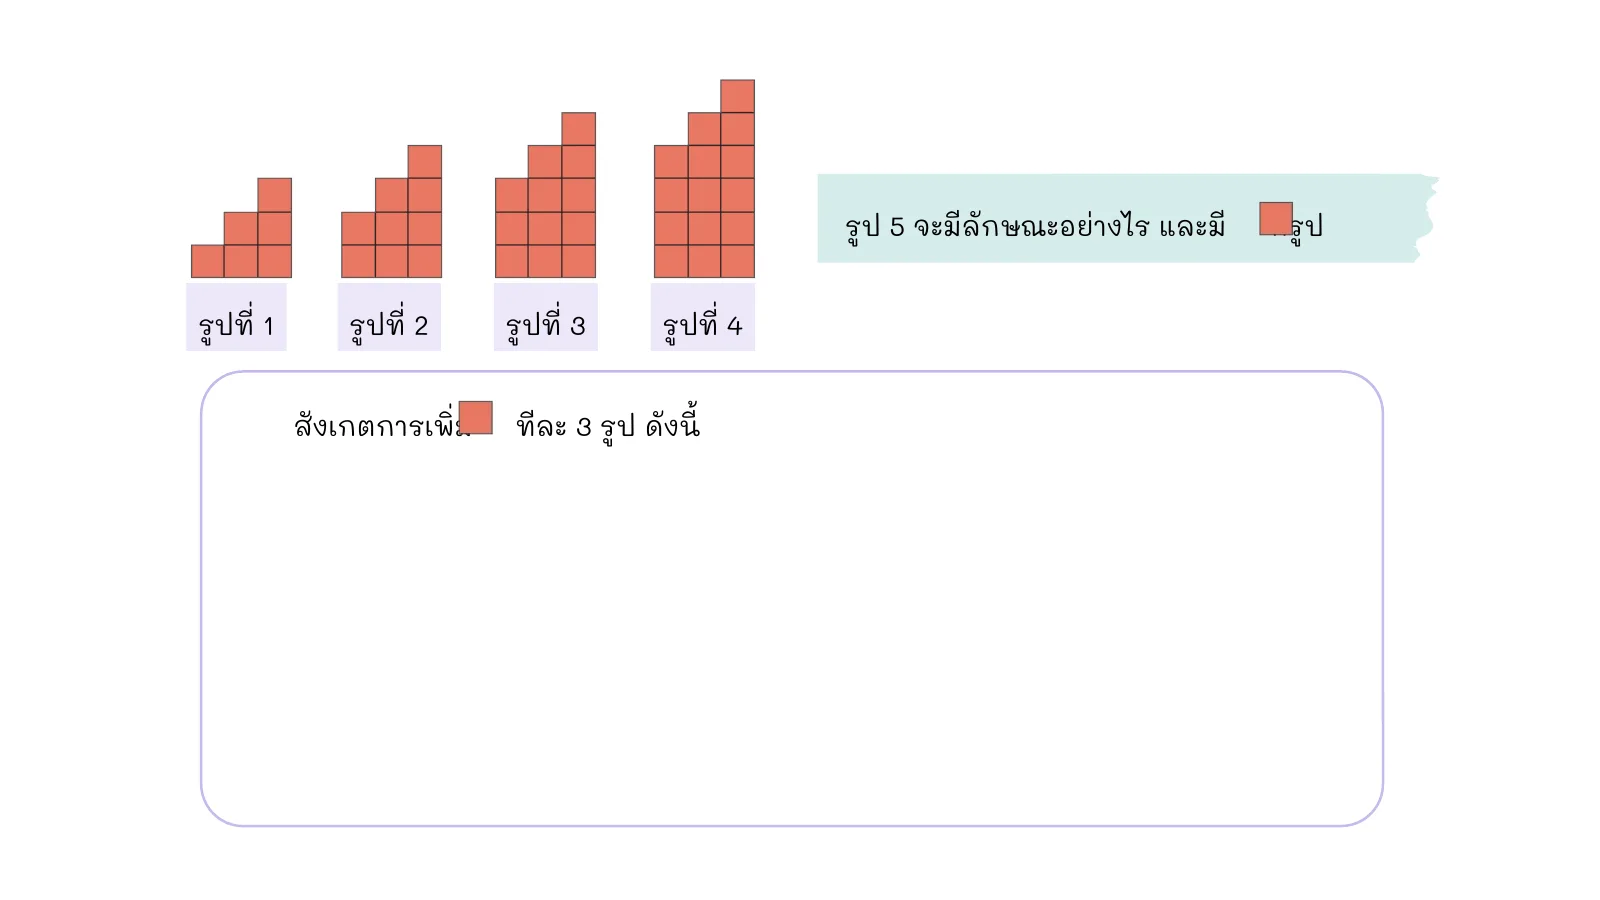 รูป 5 จะมีลักษณะอย่างไร และมี รูป
รูปที่ 1 รูปที่ 2 รูปที่ 3 รูปที่ 4
สังเกตการเพิ่ม ทีละ 3 รูป ดังนี้